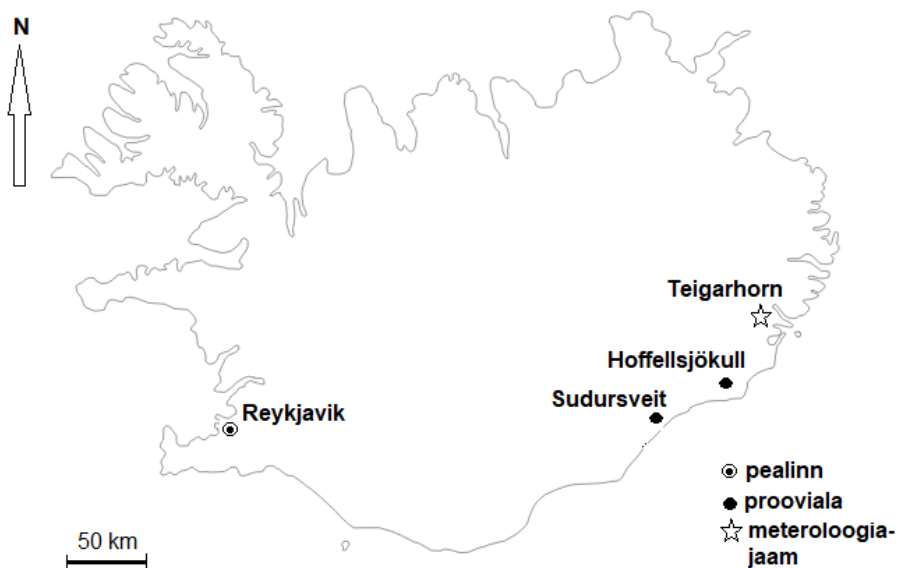 N
Teigarhorn
Hoffellsjökull
Sudursveit
Reykjavik
pealinn
prooviala
meteroloogia-
jaam
50 km